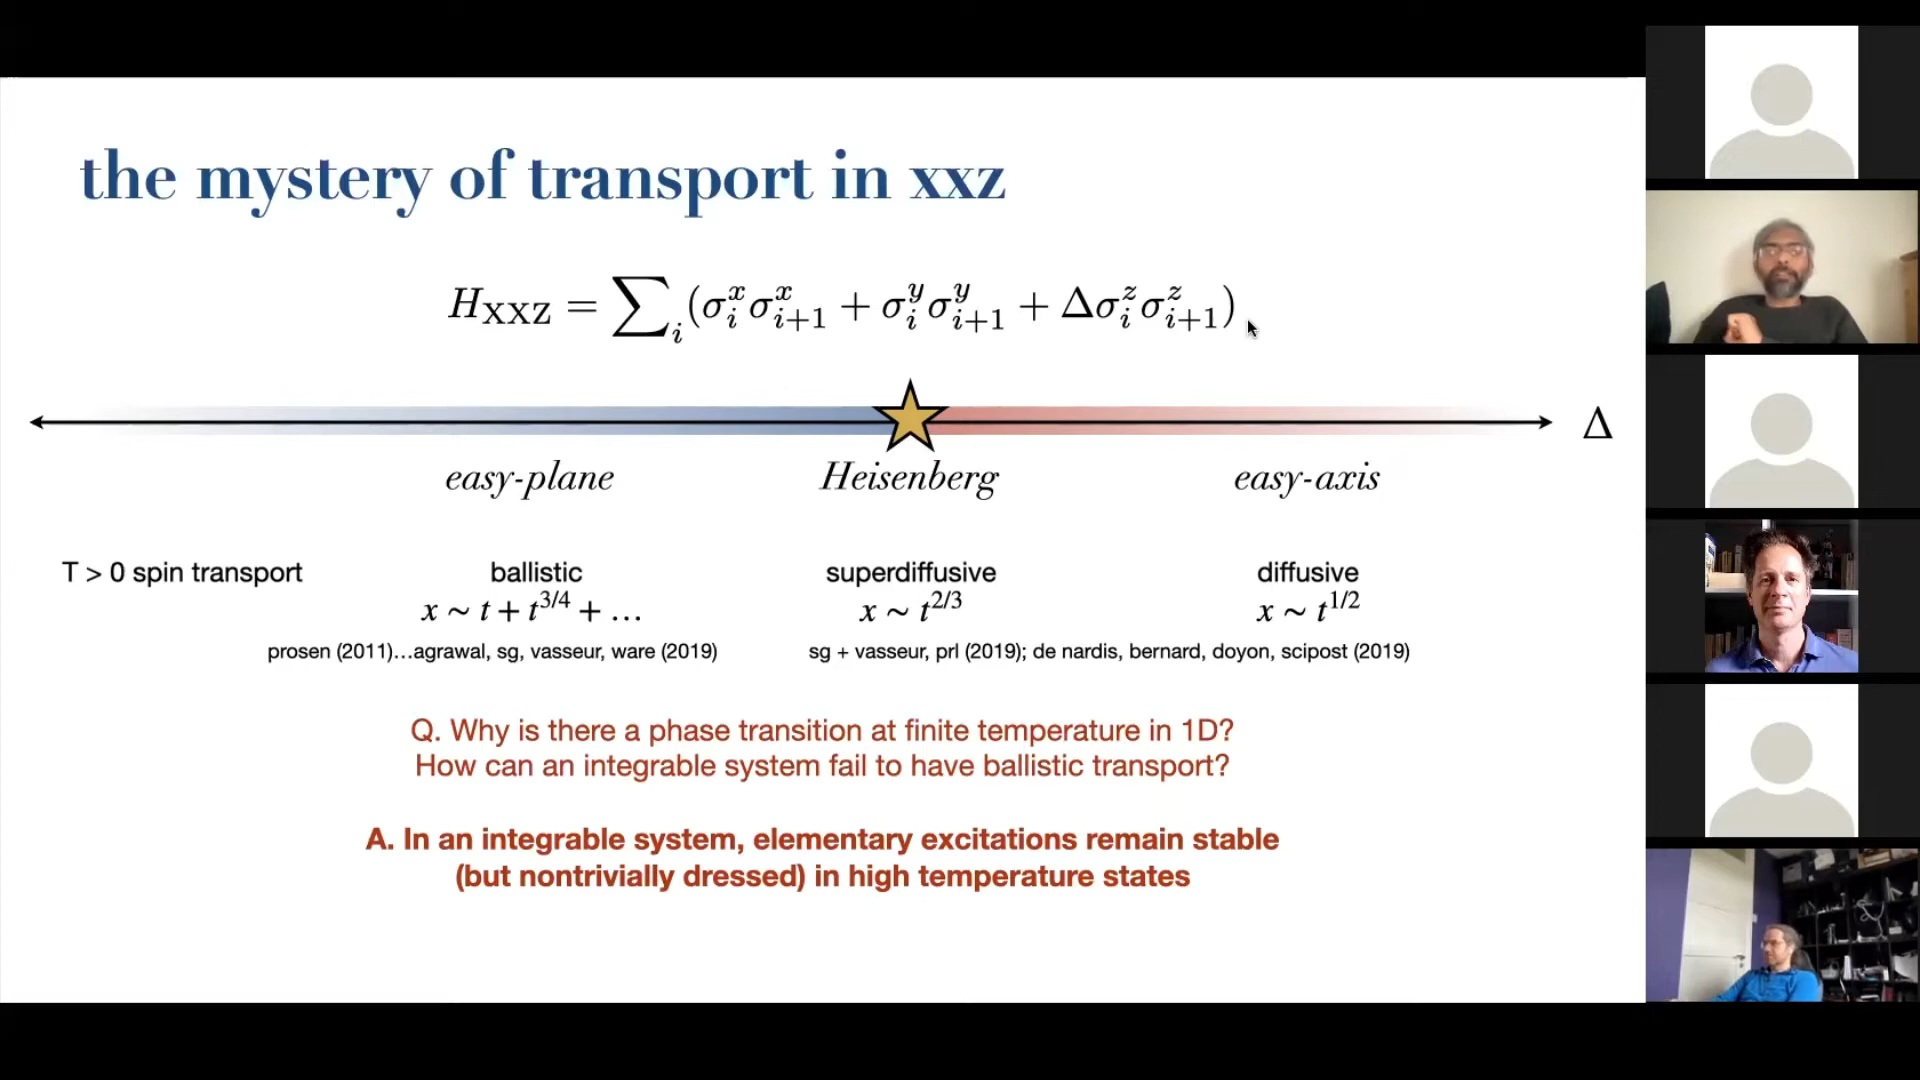 the mystery of transport in xxz
H_XXZ = ∑_i (σ_i^x σ_{i+1}^x + σ_i^y σ_{i+1}^y + Δσ_i^z σ_{i+1}^z)
Δ
easy-plane Heisenberg easy-axis
T > 0 spin transport ballistic superdiffusive diffusive
x ~ t + t^{3/4} + … x ~ t^{2/3} x ~ t^{1/2}
prosen (2011)…agrawal, sg, vasseur, ware (2019) sg + vasseur, prl (2019); de nardis, bernard, doyon, scipost (2019)
Q. Why is there a phase transition at finite temperature in 1D?
How can an integrable system fail to have ballistic transport?
A. In an integrable system, elementary excitations remain stable
(but nontrivially dressed) in high temperature states